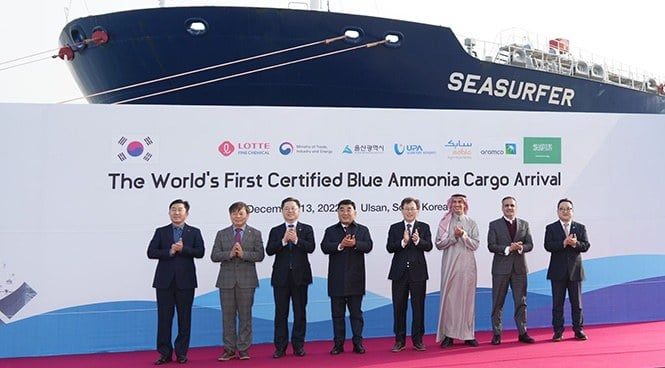 SEASURFER
LOTTE
FINE CHEMICAL
Ministry of Trade,
Industry and Energy
울산광역시
UPA
سابك
sabic
aramco
The World's First Certified Blue Ammonia Cargo Arrival
December 13, 2022
Ulsan, South Korea